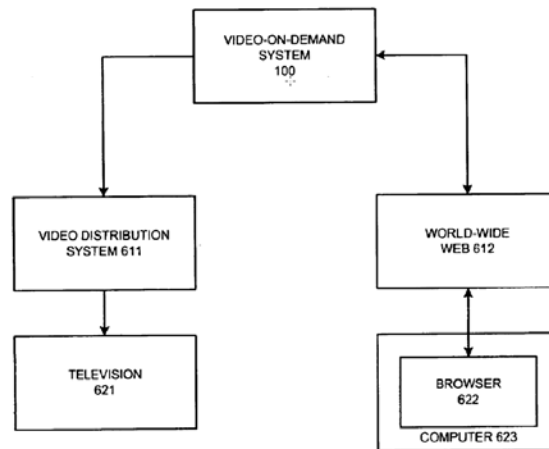 VIDEO-ON-DEMAND
SYSTEM
100
VIDEO DISTRIBUTION
SYSTEM 611
WORLD-WIDE
WEB 612
TELEVISION
621
BROWSER
622
COMPUTER 623